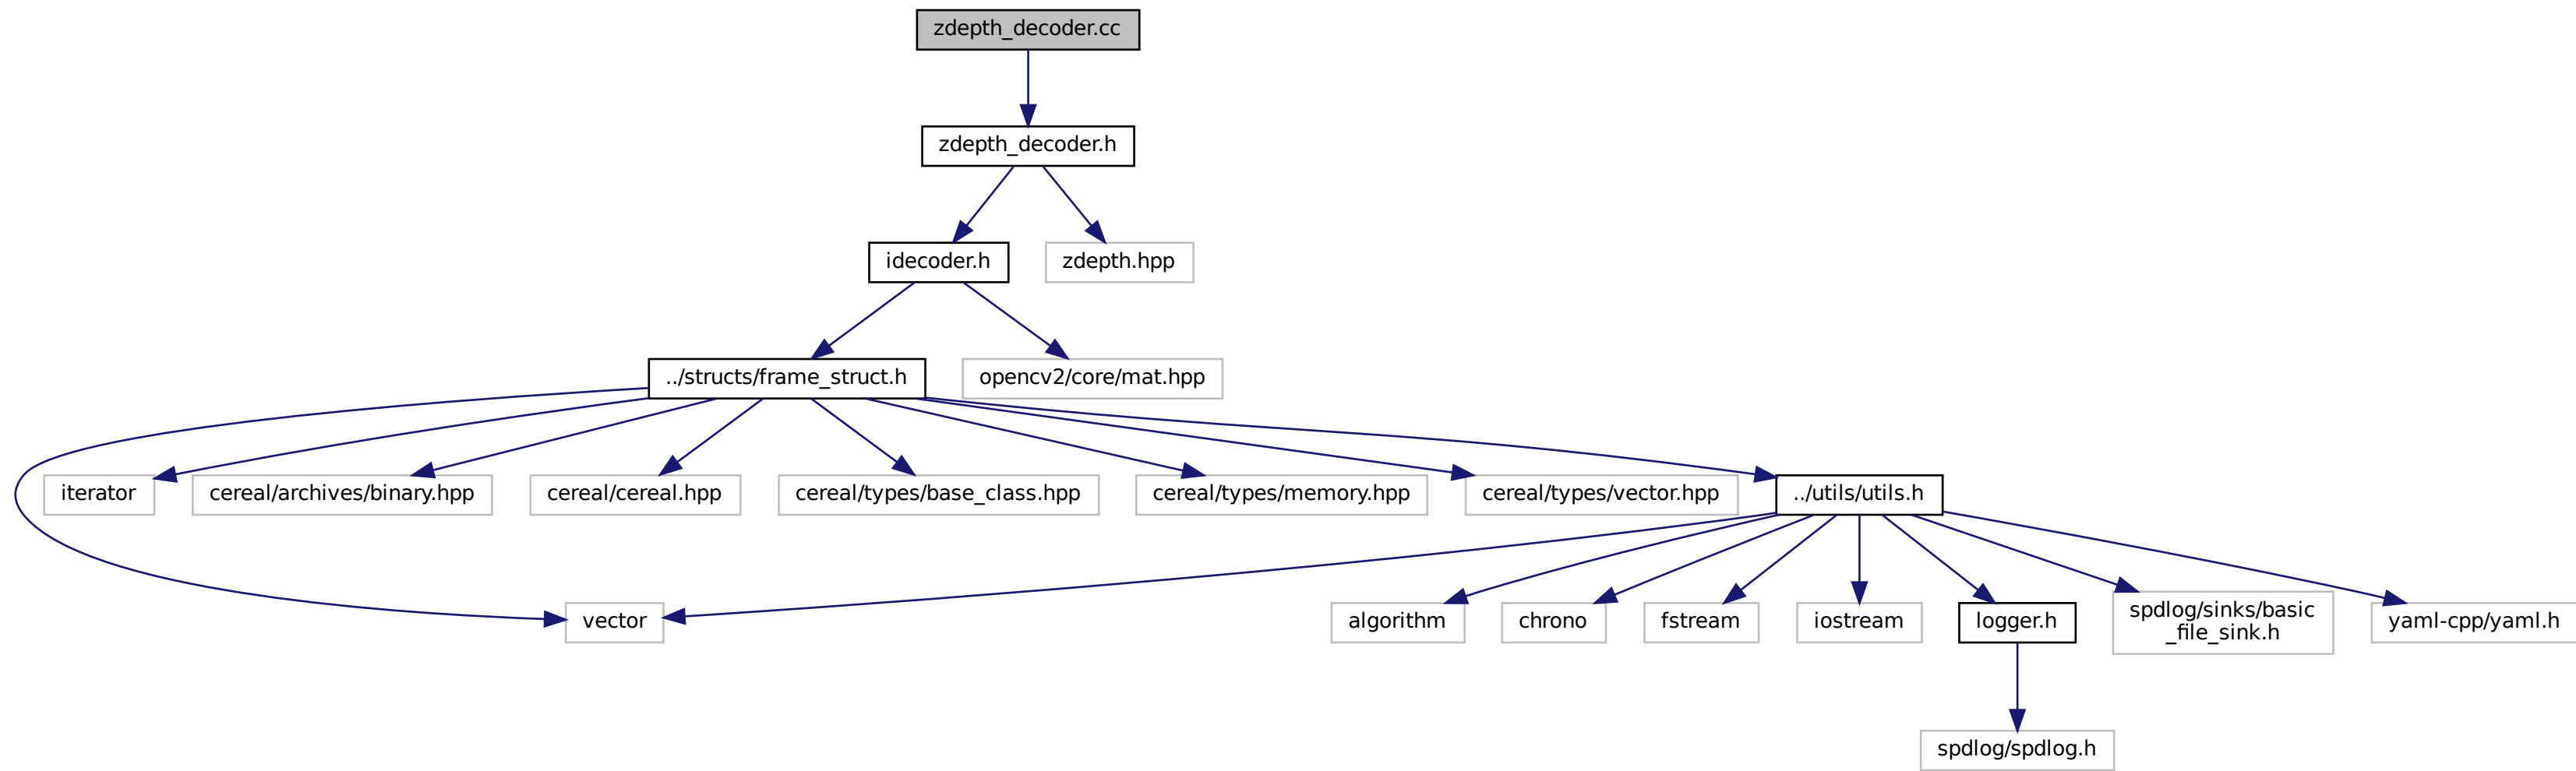 zdepth_decoder.cc
zdepth_decoder.h
idecoder.h
zdepth.hpp
../structs/frame_struct.h
opencv2/core/mat.hpp
iterator
cereal/archives/binary.hpp
cereal/cereal.hpp
cereal/types/base_class.hpp
cereal/types/memory.hpp
cereal/types/vector.hpp
../utils/utils.h
vector
algorithm
chrono
fstream
iostream
logger.h
spdlog/sinks/basic
_file_sink.h
yaml-cpp/yaml.h
spdlog/spdlog.h